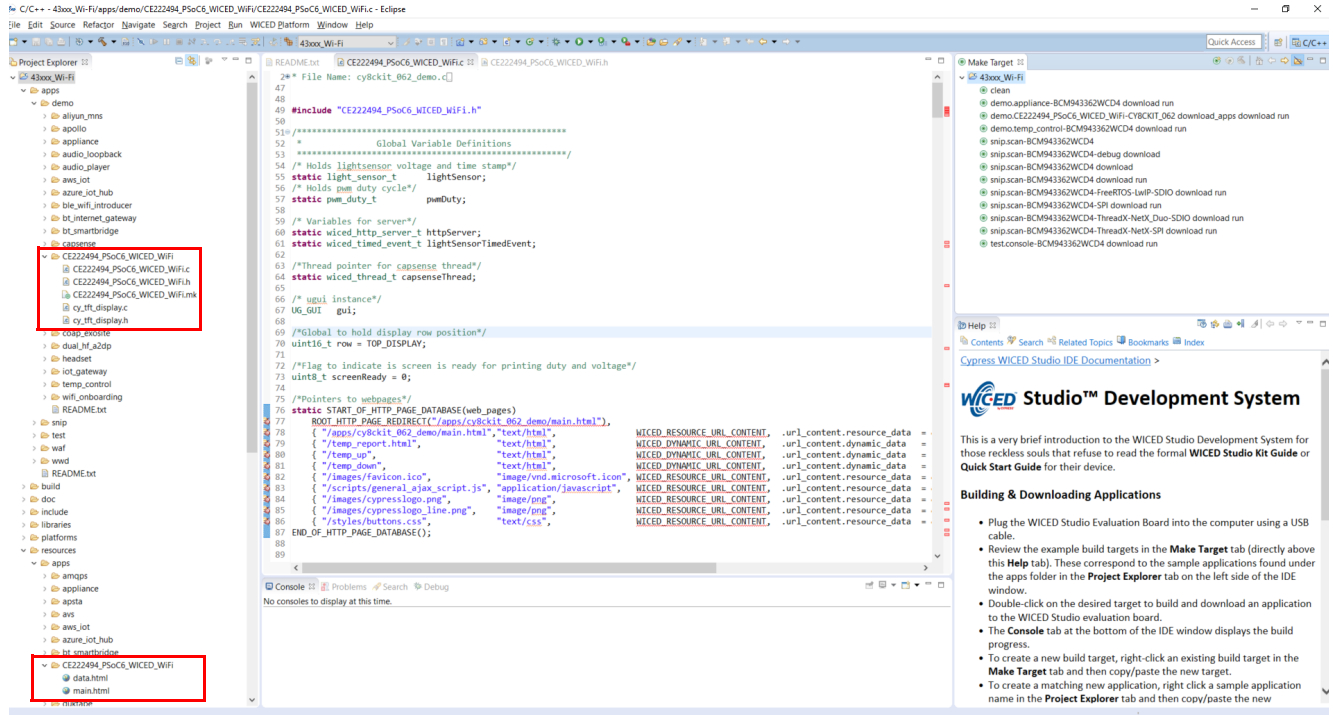 C/C++ - 43xxx_Wi-Fi/apps/demo/CE222494_PSoC6_WICED_WiFi/CE222494_PSoC6_WICED_WiFi.c - Eclipse
File Edit Source Refactor Navigate Search Project Run WICED Platform Window Help
43xxx_Wi-Fi
Quick Access
C/C++
Project Explorer
43xxx_Wi-Fi
apps
demo
aliyun_mns
apollo
appliance
audio_loopback
audio_player
aws_iot
azure_iot_hub
ble_wifi_introducer
bt_internet_gateway
bt_smartbridge
capsense
CE222494_PSoC6_WICED_WiFi
CE222494_PSoC6_WICED_WiFi.c
CE222494_PSoC6_WICED_WiFi.h
CE222494_PSoC6_WICED_WiFi.mk
cy_tft_display.c
cy_tft_display.h
coap_exosite
dual_hf_a2dp
headset
iot_gateway
temp_control
wifi_onboarding
README.txt
snip
test
waf
wwd
README.txt
build
doc
include
libraries
platforms
resources
apps
amqps
appliance
apsta
avs
aws_iot
azure_iot_hub
bt_smartbridge
CE222494_PSoC6_WICED_WiFi
data.html
main.html
duktape
README.txt CE222494_PSoC6_WICED_WiFi.c CE222494_PSoC6_WICED_WiFi.h
2 * File Name: cy8ckit_062_demo.c
47
48
49 #include "CE222494_PSoC6_WICED_WiFi.h"
50
51 /*******************************************************
52 * Global Variable Definitions
53 *******************************************************/
54 /* Holds lightsensor voltage and time stamp*/
55 static light_sensor_t lightSensor;
56 /* Holds pwm duty cycle*/
57 static pwm_duty_t pwmDuty;
58
59 /* Variables for server*/
60 static wiced_http_server_t httpServer;
61 static wiced_timed_event_t lightSensorTimedEvent;
62
63 /*Thread pointer for capsense thread*/
64 static wiced_thread_t capsenseThread;
65
66 /* ugui instance*/
67 UG_GUI gui;
68
69 /*Global to hold display row position*/
70 uint16_t row = TOP_DISPLAY;
71
72 /*Flag to indicate is screen is ready for printing duty and voltage*/
73 uint8_t screenReady = 0;
74
75 /*Pointers to webpages*/
76 static START_OF_HTTP_PAGE_DATABASE(web_pages)
77 ROOT_HTTP_PAGE_REDIRECT("/apps/cy8ckit_062_demo/main.html"),
78 { "/apps/cy8ckit_062_demo/main.html","text/html", WICED_RESOURCE_URL_CONTENT, .url_content.resource_data =
79 { "/temp_report.html", "text/html", WICED_DYNAMIC_URL_CONTENT, .url_content.dynamic_data =
80 { "/temp_up", "text/html", WICED_DYNAMIC_URL_CONTENT, .url_content.dynamic_data =
81 { "/temp_down", "text/html", WICED_DYNAMIC_URL_CONTENT, .url_content.dynamic_data =
82 { "/images/favicon.ico", "image/vnd.microsoft.icon", WICED_RESOURCE_URL_CONTENT, .url_content.resource_data =
83 { "/scripts/general_ajax_script.js", "application/javascript", WICED_RESOURCE_URL_CONTENT, .url_content.resource_data =
84 { "/images/cypresslogo.png", "image/png", WICED_RESOURCE_URL_CONTENT, .url_content.resource_data =
85 { "/images/cypresslogo_line.png", "image/png", WICED_RESOURCE_URL_CONTENT, .url_content.resource_data =
86 { "/styles/buttons.css", "text/css", WICED_RESOURCE_URL_CONTENT, .url_content.resource_data =
87 END_OF_HTTP_PAGE_DATABASE();
88
89
Console Problems Search Debug
No consoles to display at this time.
Make Target
43xxx_Wi-Fi
clean
demo.appliance-BCM943362WCD4 download run
demo.CE222494_PSoC6_WICED_WiFi-CY8CKIT_062 download_apps download run
demo.temp_control-BCM943362WCD4 download run
snip.scan-BCM943362WCD4
snip.scan-BCM943362WCD4-debug download
snip.scan-BCM943362WCD4 download
snip.scan-BCM943362WCD4 download run
snip.scan-BCM943362WCD4-FreeRTOS-LwIP-SDIO download run
snip.scan-BCM943362WCD4-SPI download run
snip.scan-BCM943362WCD4-ThreadX-NetX_Duo-SDIO download run
snip.scan-BCM943362WCD4-ThreadX-NetX-SPI download run
test.console-BCM943362WCD4 download run
Help
Contents Search Related Topics Bookmarks Index
Cypress WICED Studio IDE Documentation >
WICED Studio™ Development System
This is a very brief introduction to the WICED Studio Development System for
those reckless souls that refuse to read the formal WICED Studio Kit Guide or
Quick Start Guide for their device.
Building & Downloading Applications
• Plug the WICED Studio Evaluation Board into the computer using a USB
cable.
• Review the example build targets in the Make Target tab (directly above
this Help tab). These correspond to the sample applications found under
the apps folder in the Project Explorer tab on the left side of the IDE
window.
• Double-click on the desired target to build and download an application
to the WICED Studio evaluation board.
• The Console tab at the bottom of the IDE window displays the build
progress.
• To create a new build target, right-click an existing build target in the
Make Target tab and then copy/paste the new target.
• To create a matching new application, right click a sample application
name in the Project Explorer tab and then copy/paste the new